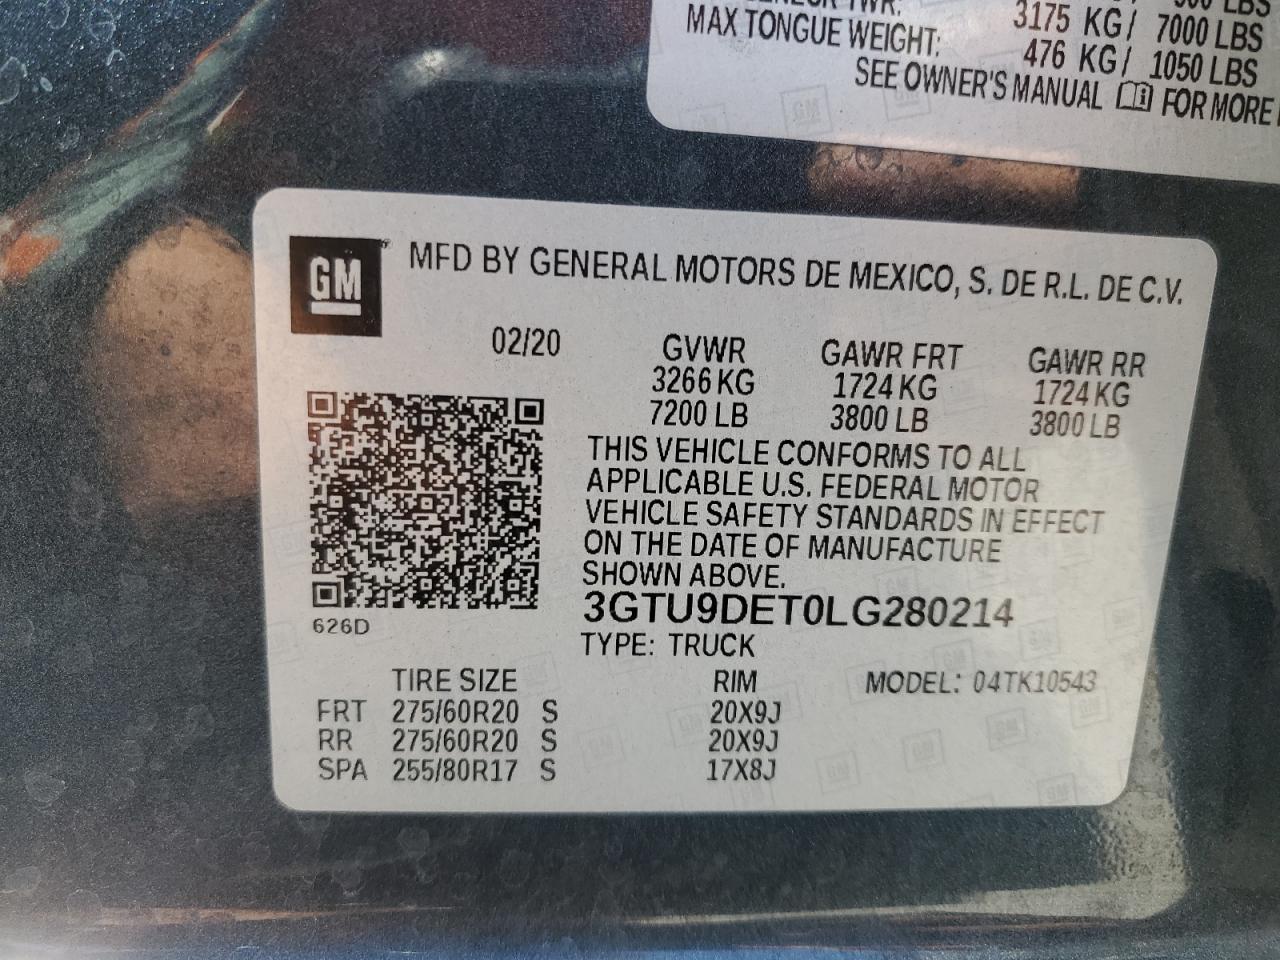 3175 KG/ 7000 LBS
MAX TONGUE WEIGHT: 476 KG/ 1050 LBS
SEE OWNER'S MANUAL FOR MORE
GM
MFD BY GENERAL MOTORS DE MEXICO, S. DE R.L. DE C.V.
02/20 GVWR GAWR FRT GAWR RR
3266 KG 1724 KG 1724 KG
7200 LB 3800 LB 3800 LB
THIS VEHICLE CONFORMS TO ALL
APPLICABLE U.S. FEDERAL MOTOR
VEHICLE SAFETY STANDARDS IN EFFECT
ON THE DATE OF MANUFACTURE
SHOWN ABOVE.
3GTU9DET0LG280214
626D
TYPE: TRUCK
TIRE SIZE RIM MODEL: 04TK10543
FRT 275/60R20 S 20X9J
RR 275/60R20 S 20X9J
SPA 255/80R17 S 17X8J